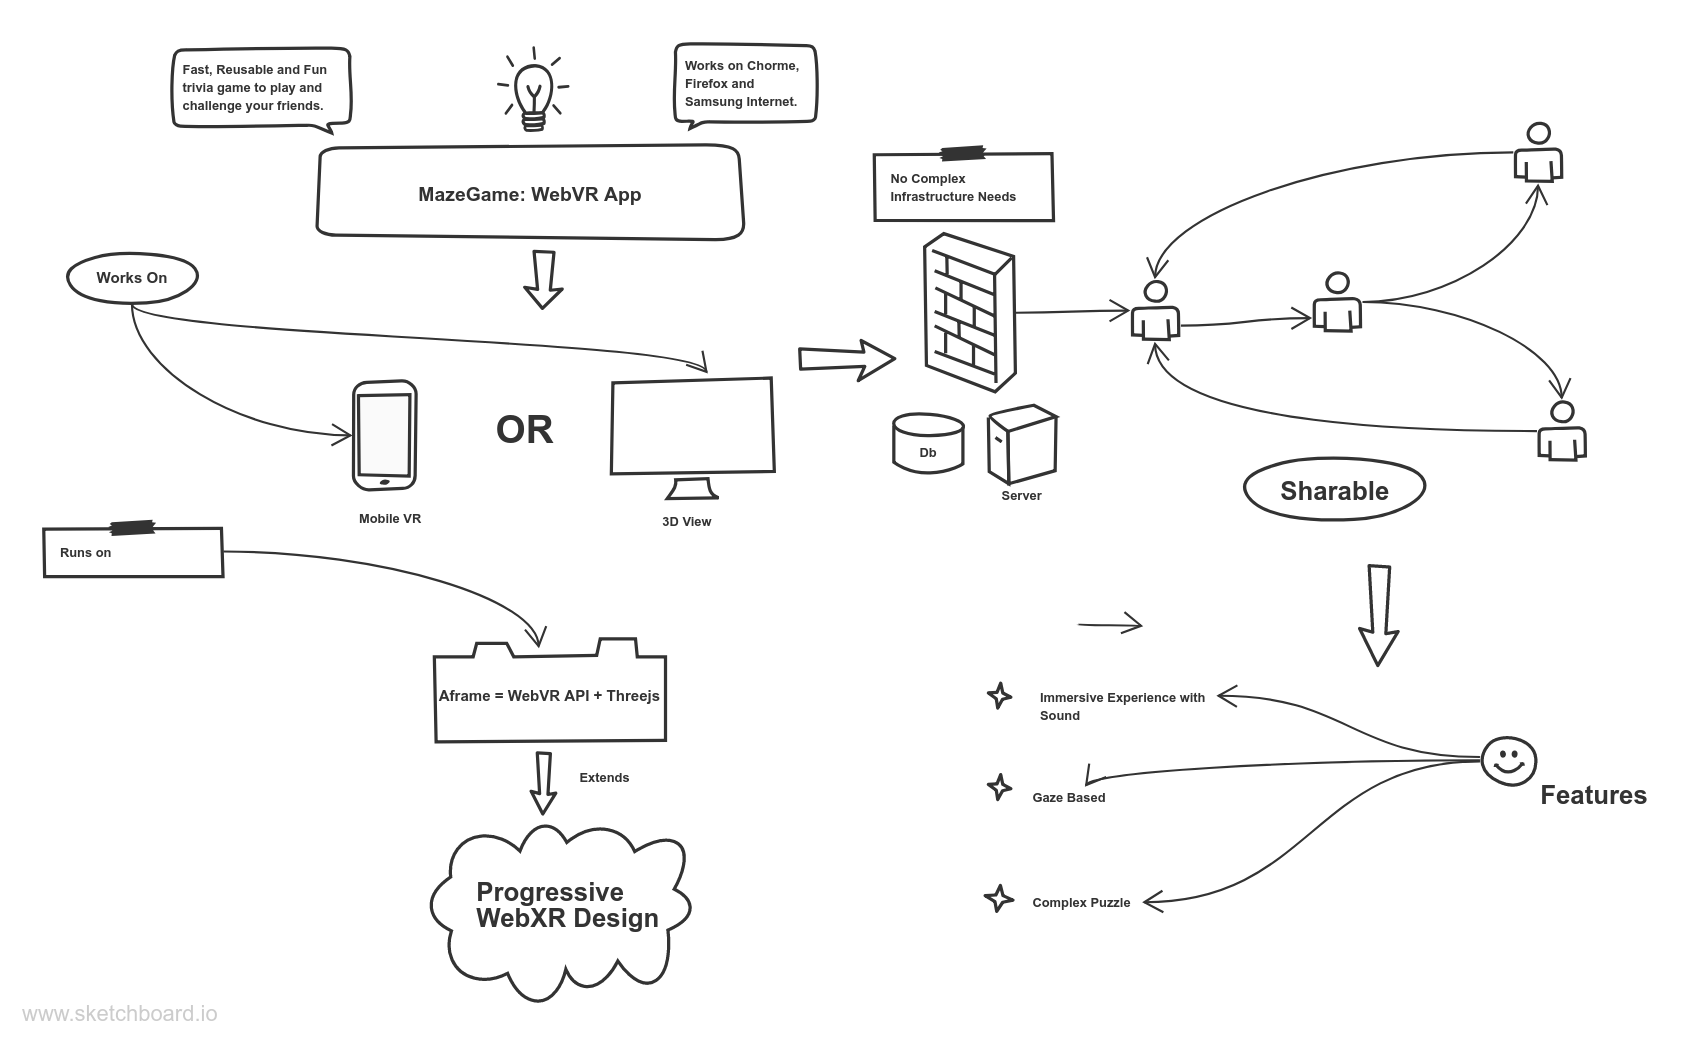 Fast, Reusable and Fun
trivia game to play and
challenge your friends.
Works on Chorme,
Firefox and
Samsung Internet.
MazeGame: WebVR App
No Complex
Infrastructure Needs
Works On
OR
Mobile VR
3D View
Db
Server
Sharable
Runs on
Aframe = WebVR API + Threejs
Extends
Progressive
WebXR Design
Immersive Experience with
Sound
Gaze Based
Complex Puzzle
Features
www.sketchboard.io